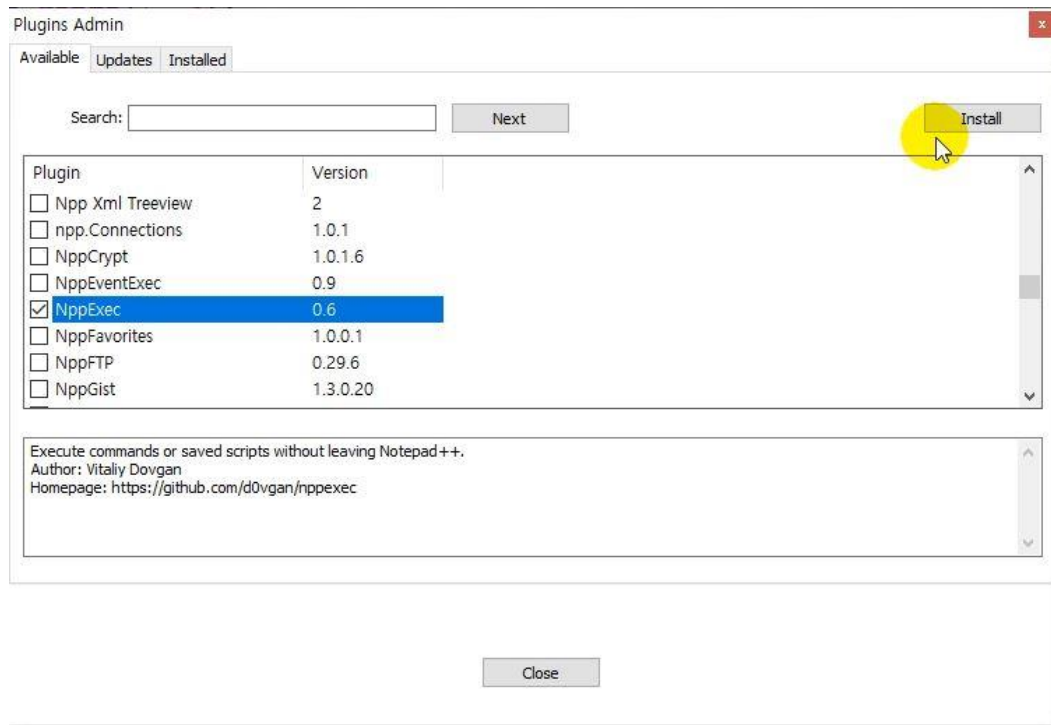 Plugins Admin
x
Available Updates Installed
Search: Next Install
Plugin Version
Npp Xml Treeview 2
npp.Connections 1.0.1
NppCrypt 1.0.1.6
NppEventExec 0.9
NppExec 0.6
NppFavorites 1.0.0.1
NppFTP 0.29.6
NppGist 1.3.0.20
Execute commands or saved scripts without leaving Notepad++.
Author: Vitaliy Dovgan
Homepage: https://github.com/d0vgan/nppexec
Close